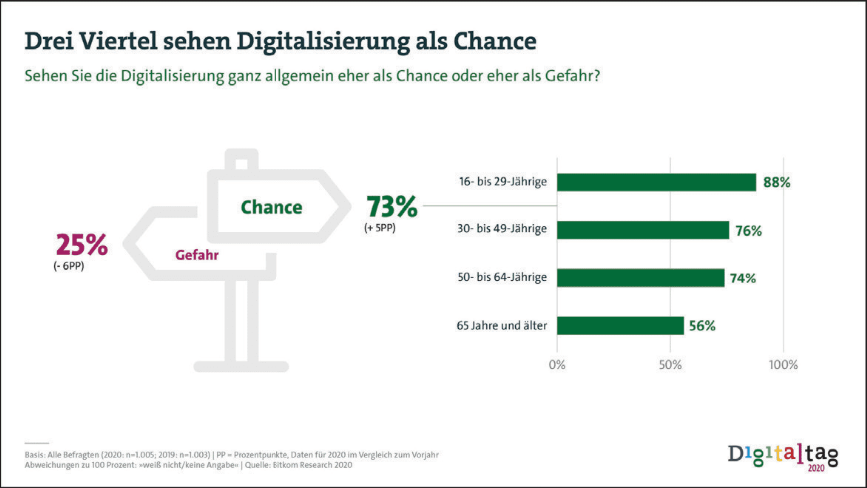 Drei Viertel sehen Digitalisierung als Chance
Sehen Sie die Digitalisierung ganz allgemein eher als Chance oder eher als Gefahr?
Chance
73%
(+ 5PP)
25%
(- 6PP)
Gefahr
16- bis 29-Jährige
88%
30- bis 49-Jährige
76%
50- bis 64-Jährige
74%
65 Jahre und älter
56%
0%
50%
100%
Basis: Alle Befragten (2020: n=1.005; 2019: n=1.003) | PP = Prozentpunkte, Daten für 2020 im Vergleich zum Vorjahr
Abweichungen zu 100 Prozent: »weiß nicht/keine Angabe« | Quelle: Bitkom Research 2020
Digitaltag
2020